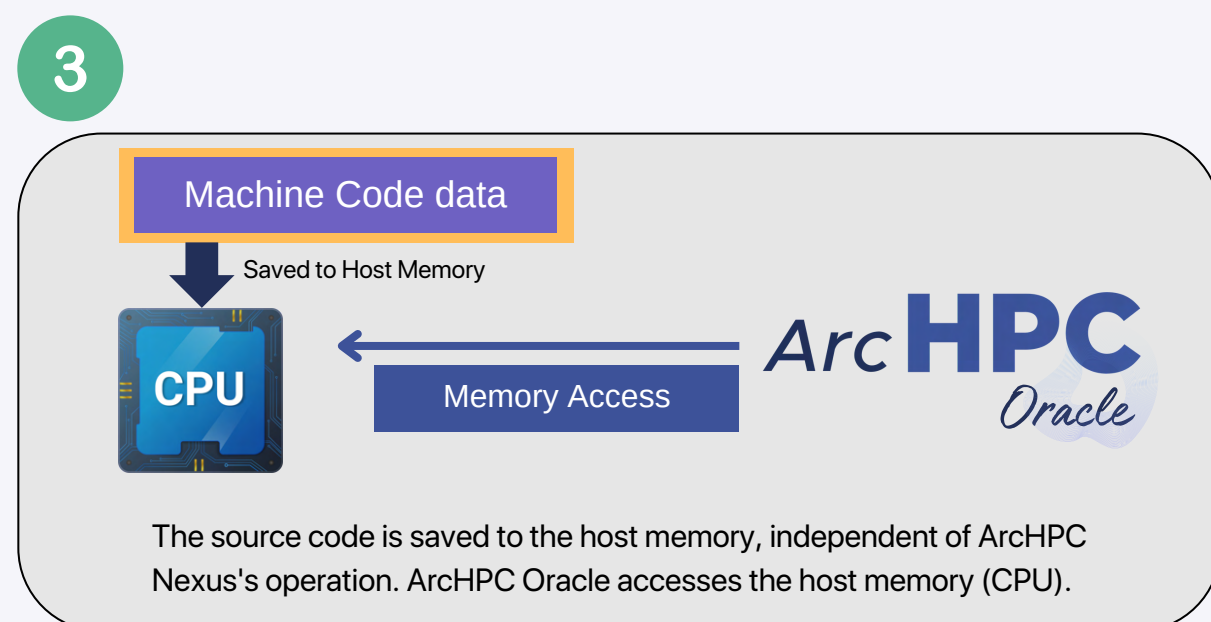 3
Machine Code data
Saved to Host Memory
CPU
Memory Access
Arc HPC
Oracle
The source code is saved to the host memory, independent of ArcHPC
Nexus's operation. ArcHPC Oracle accesses the host memory (CPU).